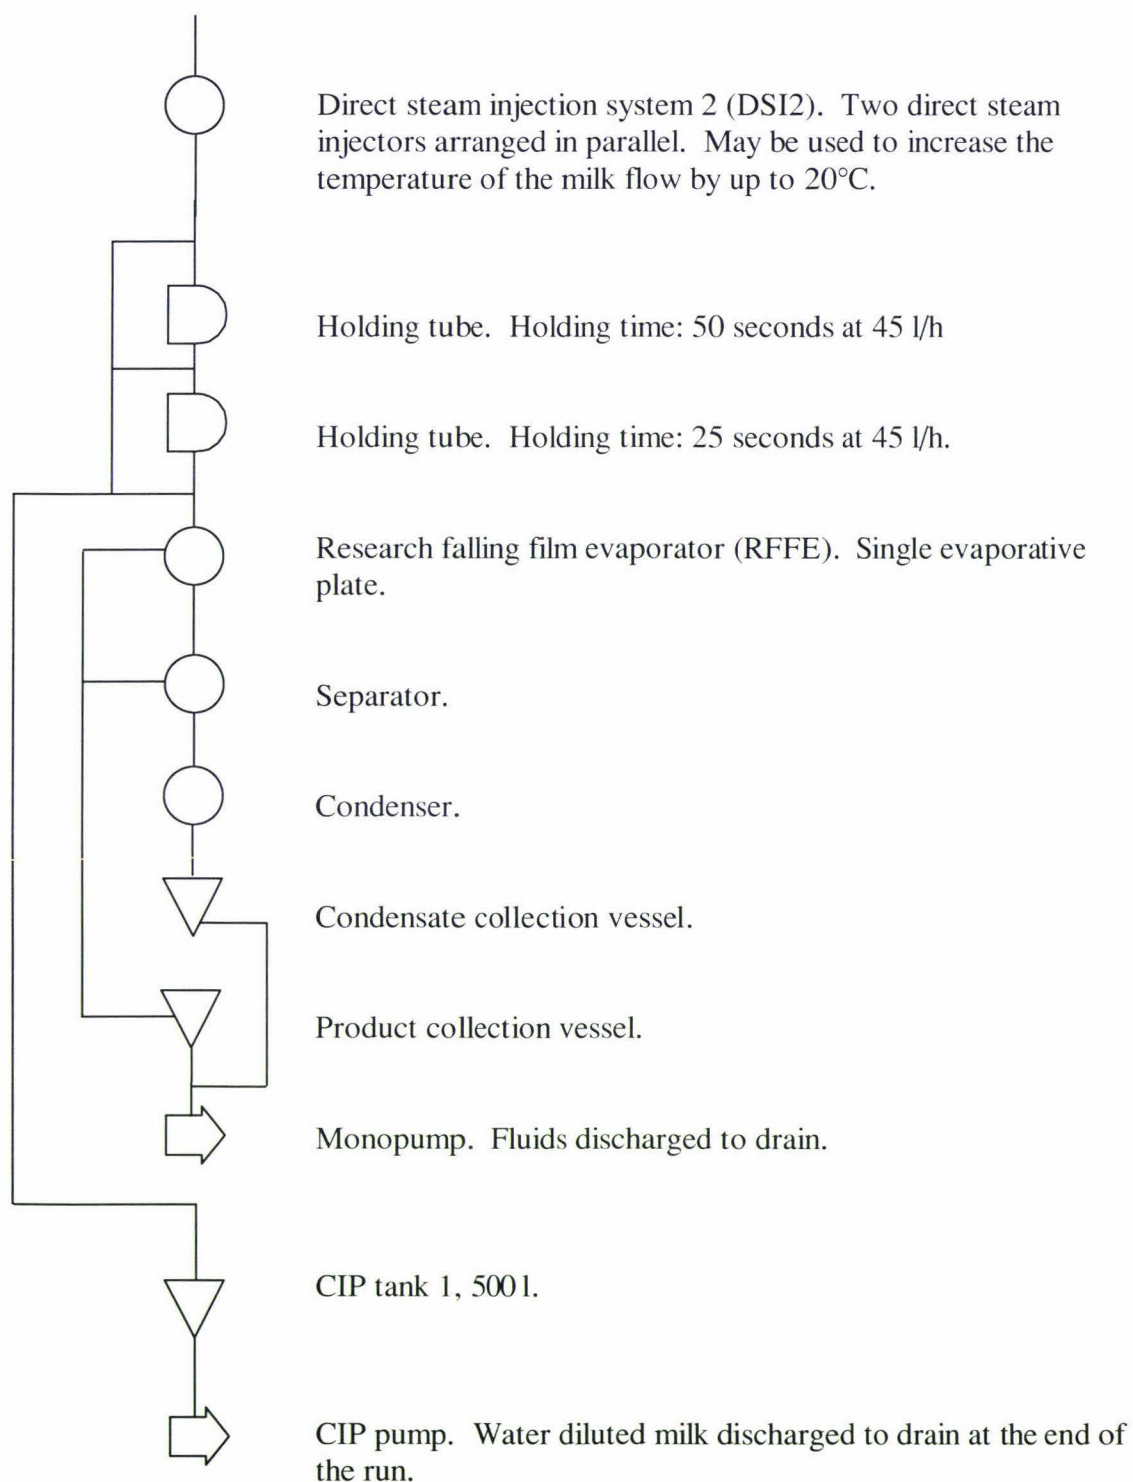 Direct steam injection system 2 (DSI2). Two direct steam
injectors arranged in parallel. May be used to increase the
temperature of the milk flow by up to 20°C.
Holding tube. Holding time: 50 seconds at 45 l/h
Holding tube. Holding time: 25 seconds at 45 l/h.
Research falling film evaporator (RFFE). Single evaporative
plate.
Separator.
Condenser.
Condensate collection vessel.
Product collection vessel.
Monopump. Fluids discharged to drain.
CIP tank 1, 500 l.
CIP pump. Water diluted milk discharged to drain at the end of
the run.